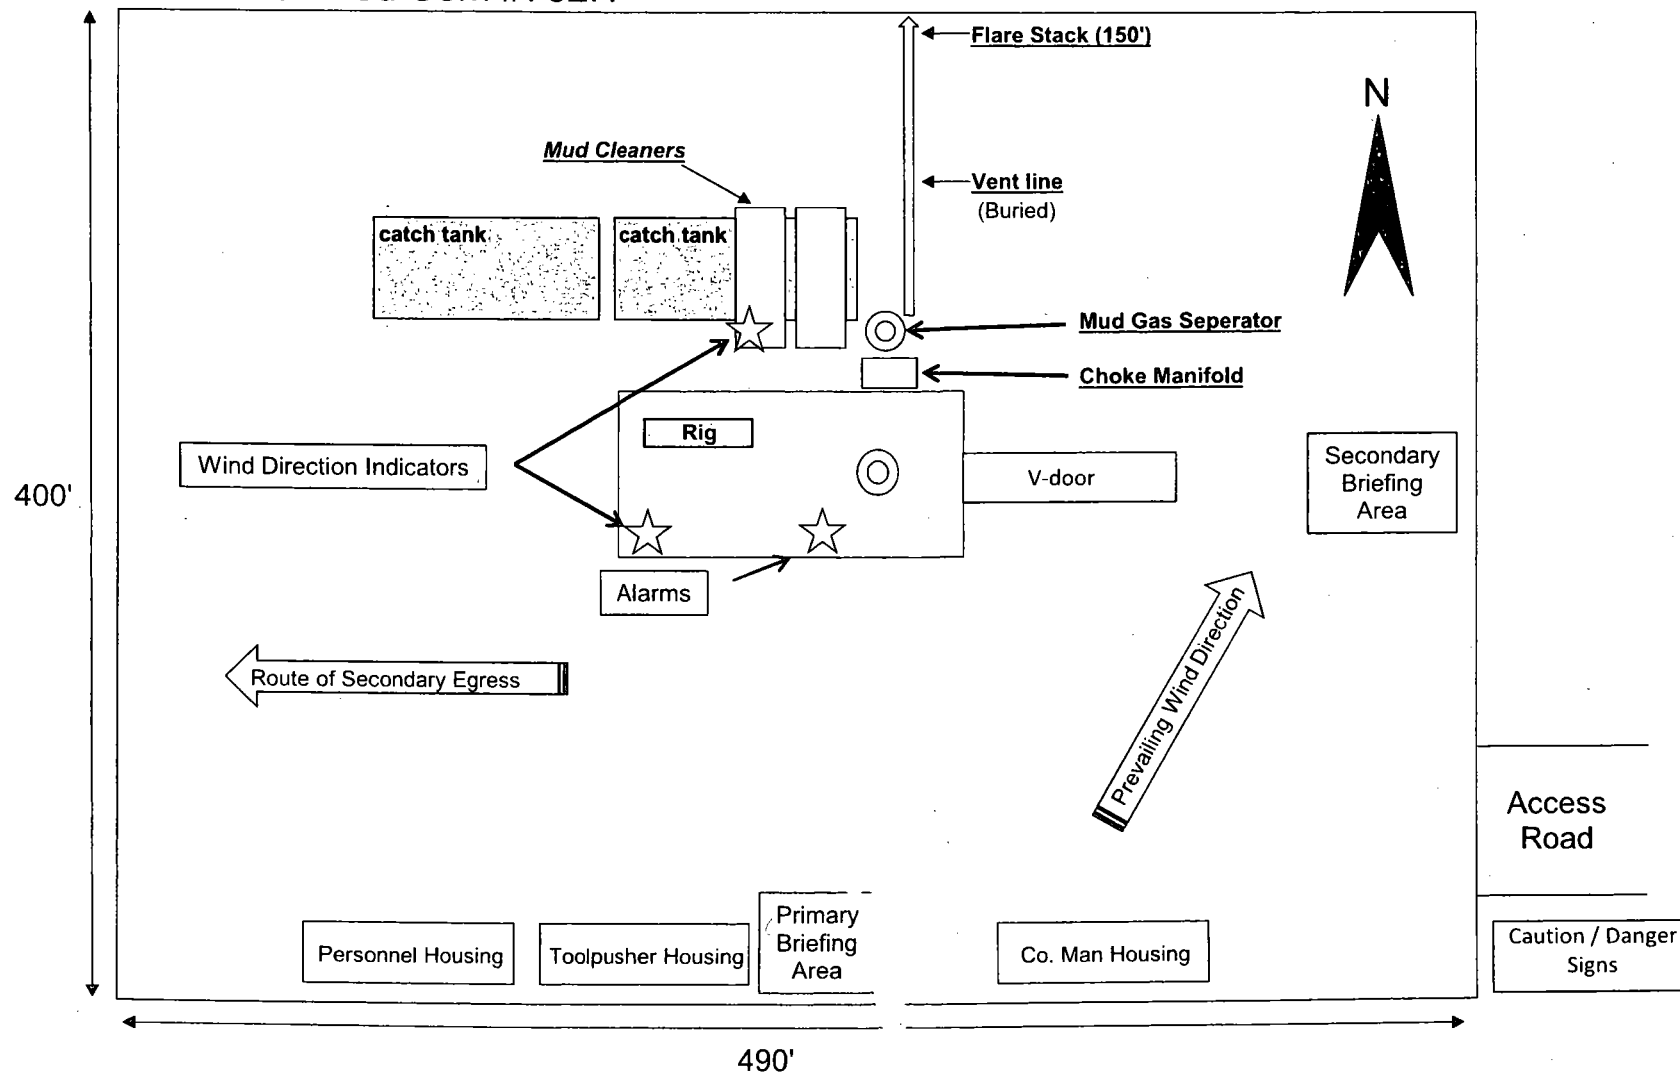 Flare Stack (150')
N
Mud Cleaners
Vent line
(Buried)
catch tank
catch tank
Mud Gas Seperator
Choke Manifold
Rig
Wind Direction Indicators
V-door
Secondary
Briefing
Area
400'
Alarms
Prevailing Wind Direction
Route of Secondary Egress
Access
Road
Primary
Briefing
Area
Personnel Housing
Toolpusher Housing
Co. Man Housing
Caution / Danger
Signs
490'